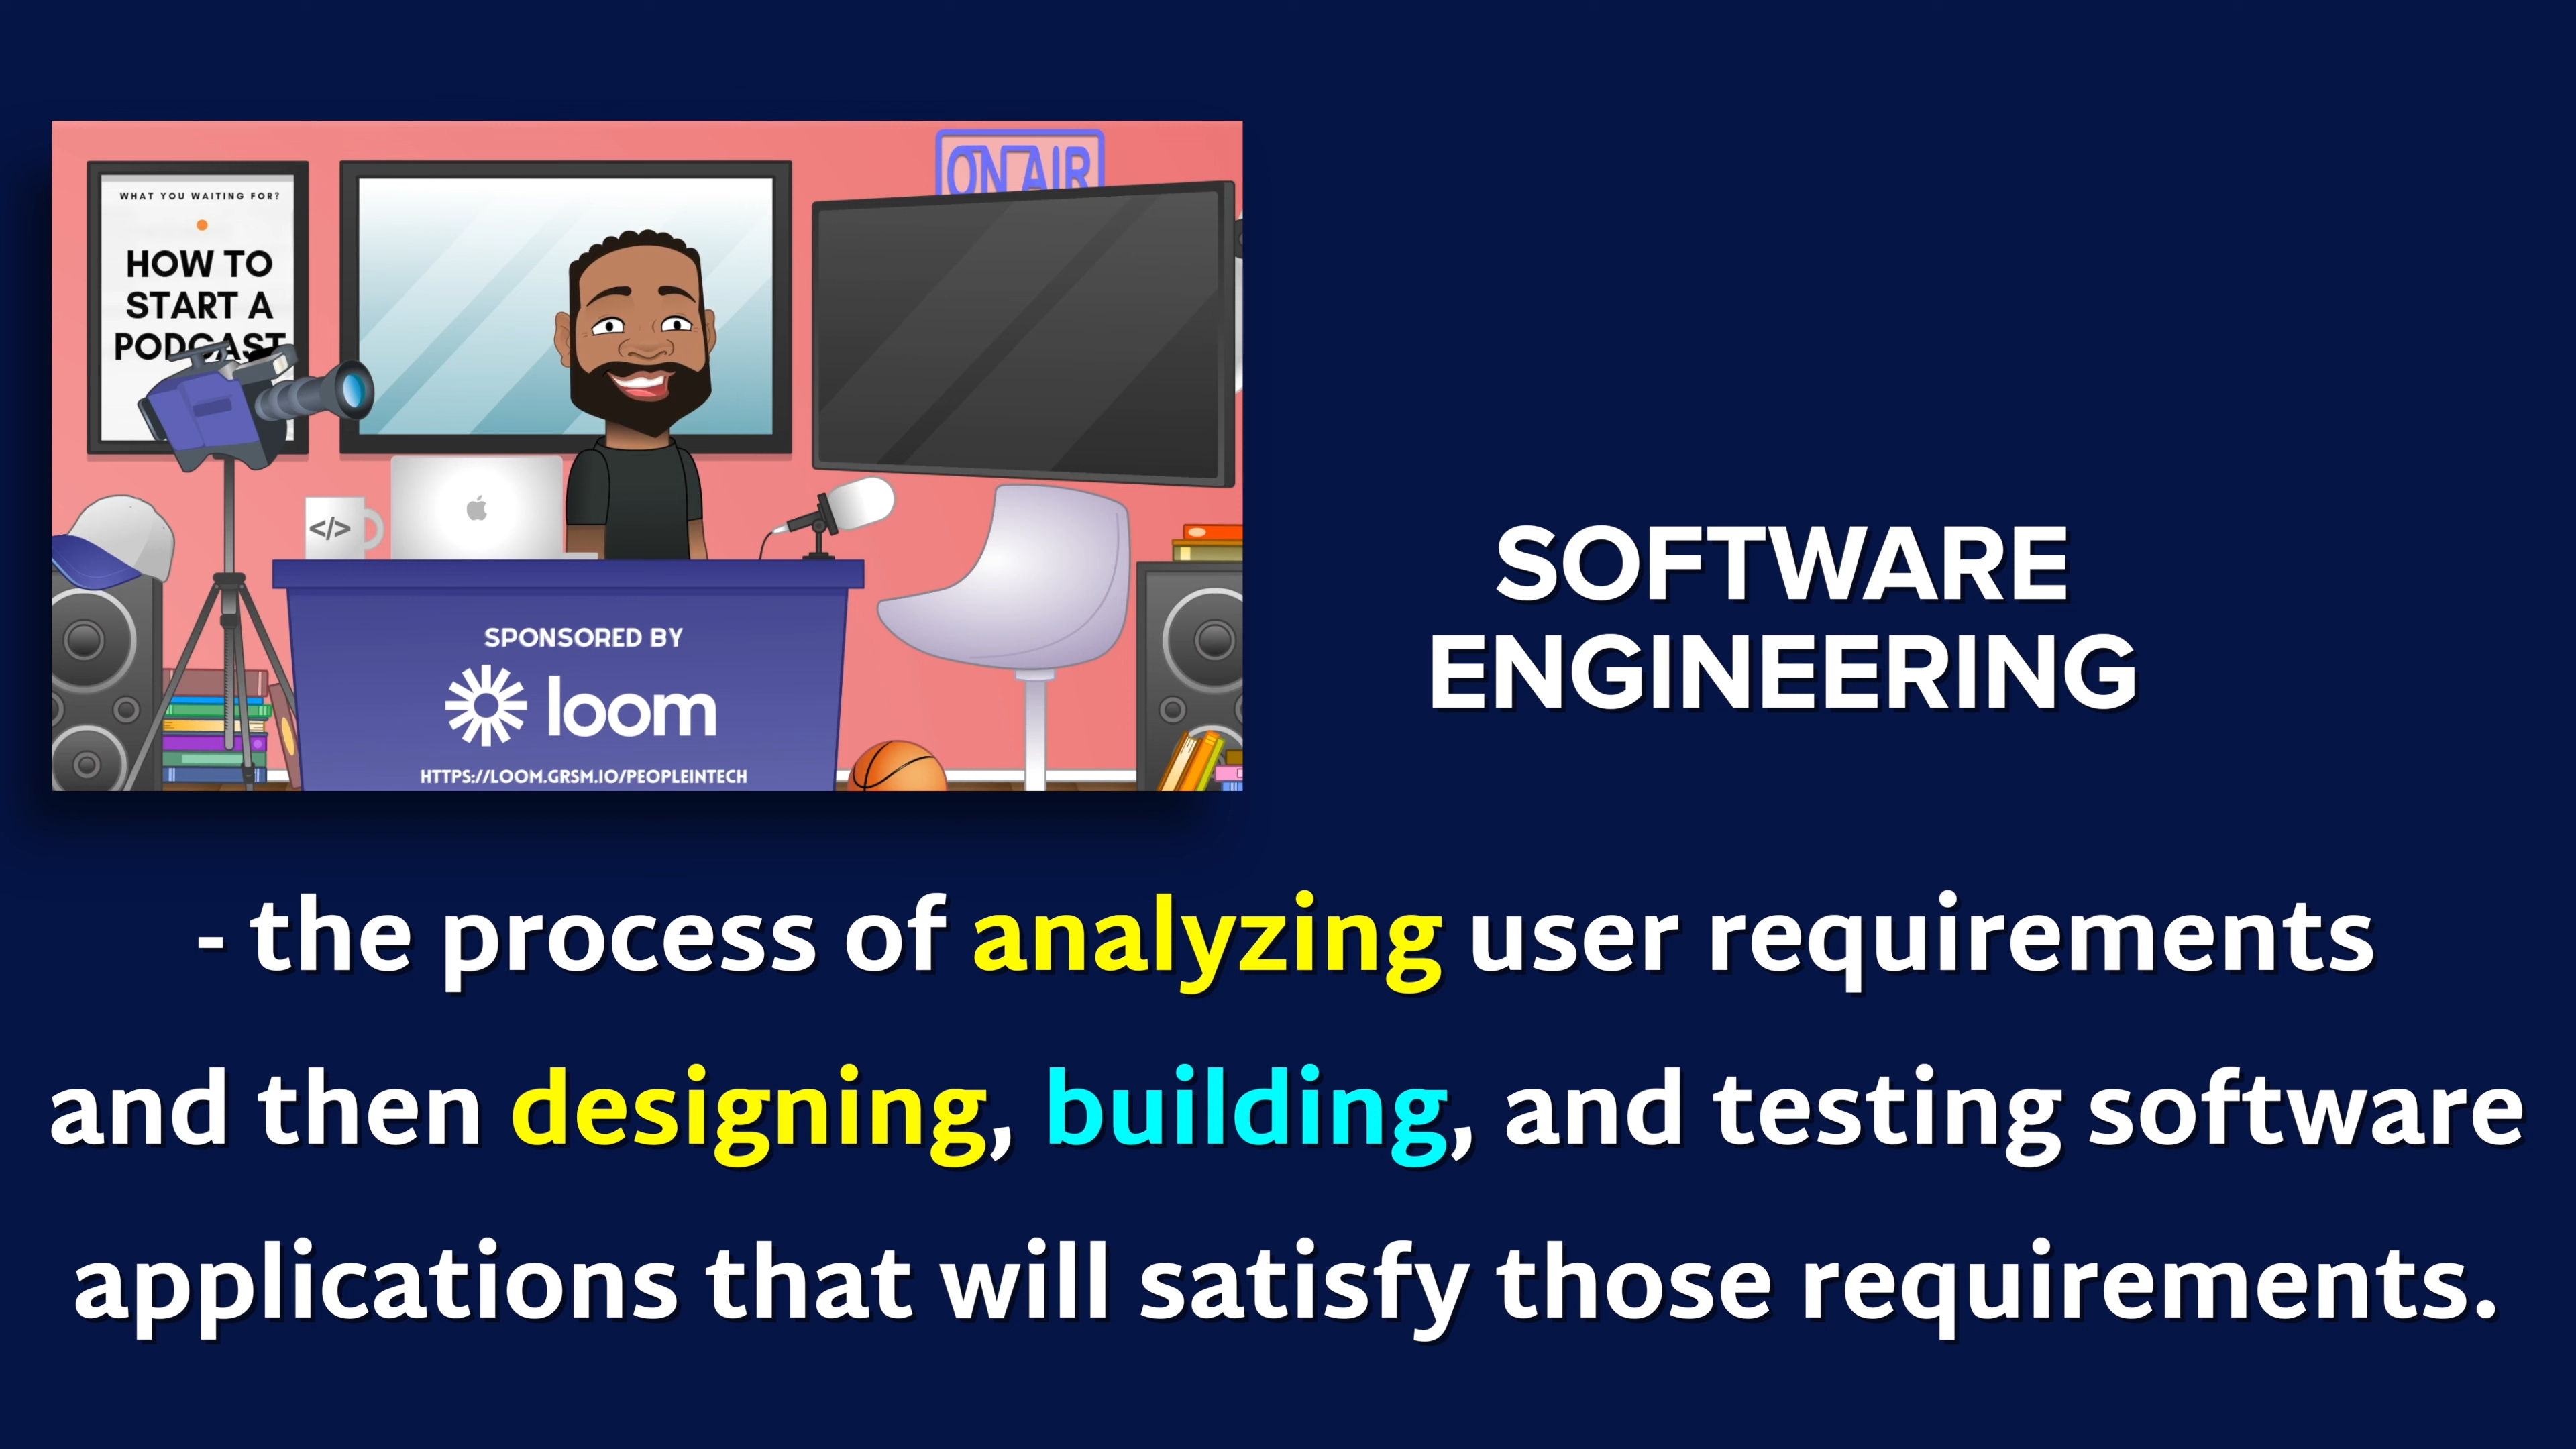 WHAT YOU WAITING FOR?
HOW TO
START A
PODCAST
ON AIR
</>
SPONSORED BY
loom
HTTPS://LOOM.GRSM.IO/PEOPLEINTECH
SOFTWARE
ENGINEERING
- the process of analyzing user requirements
and then designing, building, and testing software
applications that will satisfy those requirements.